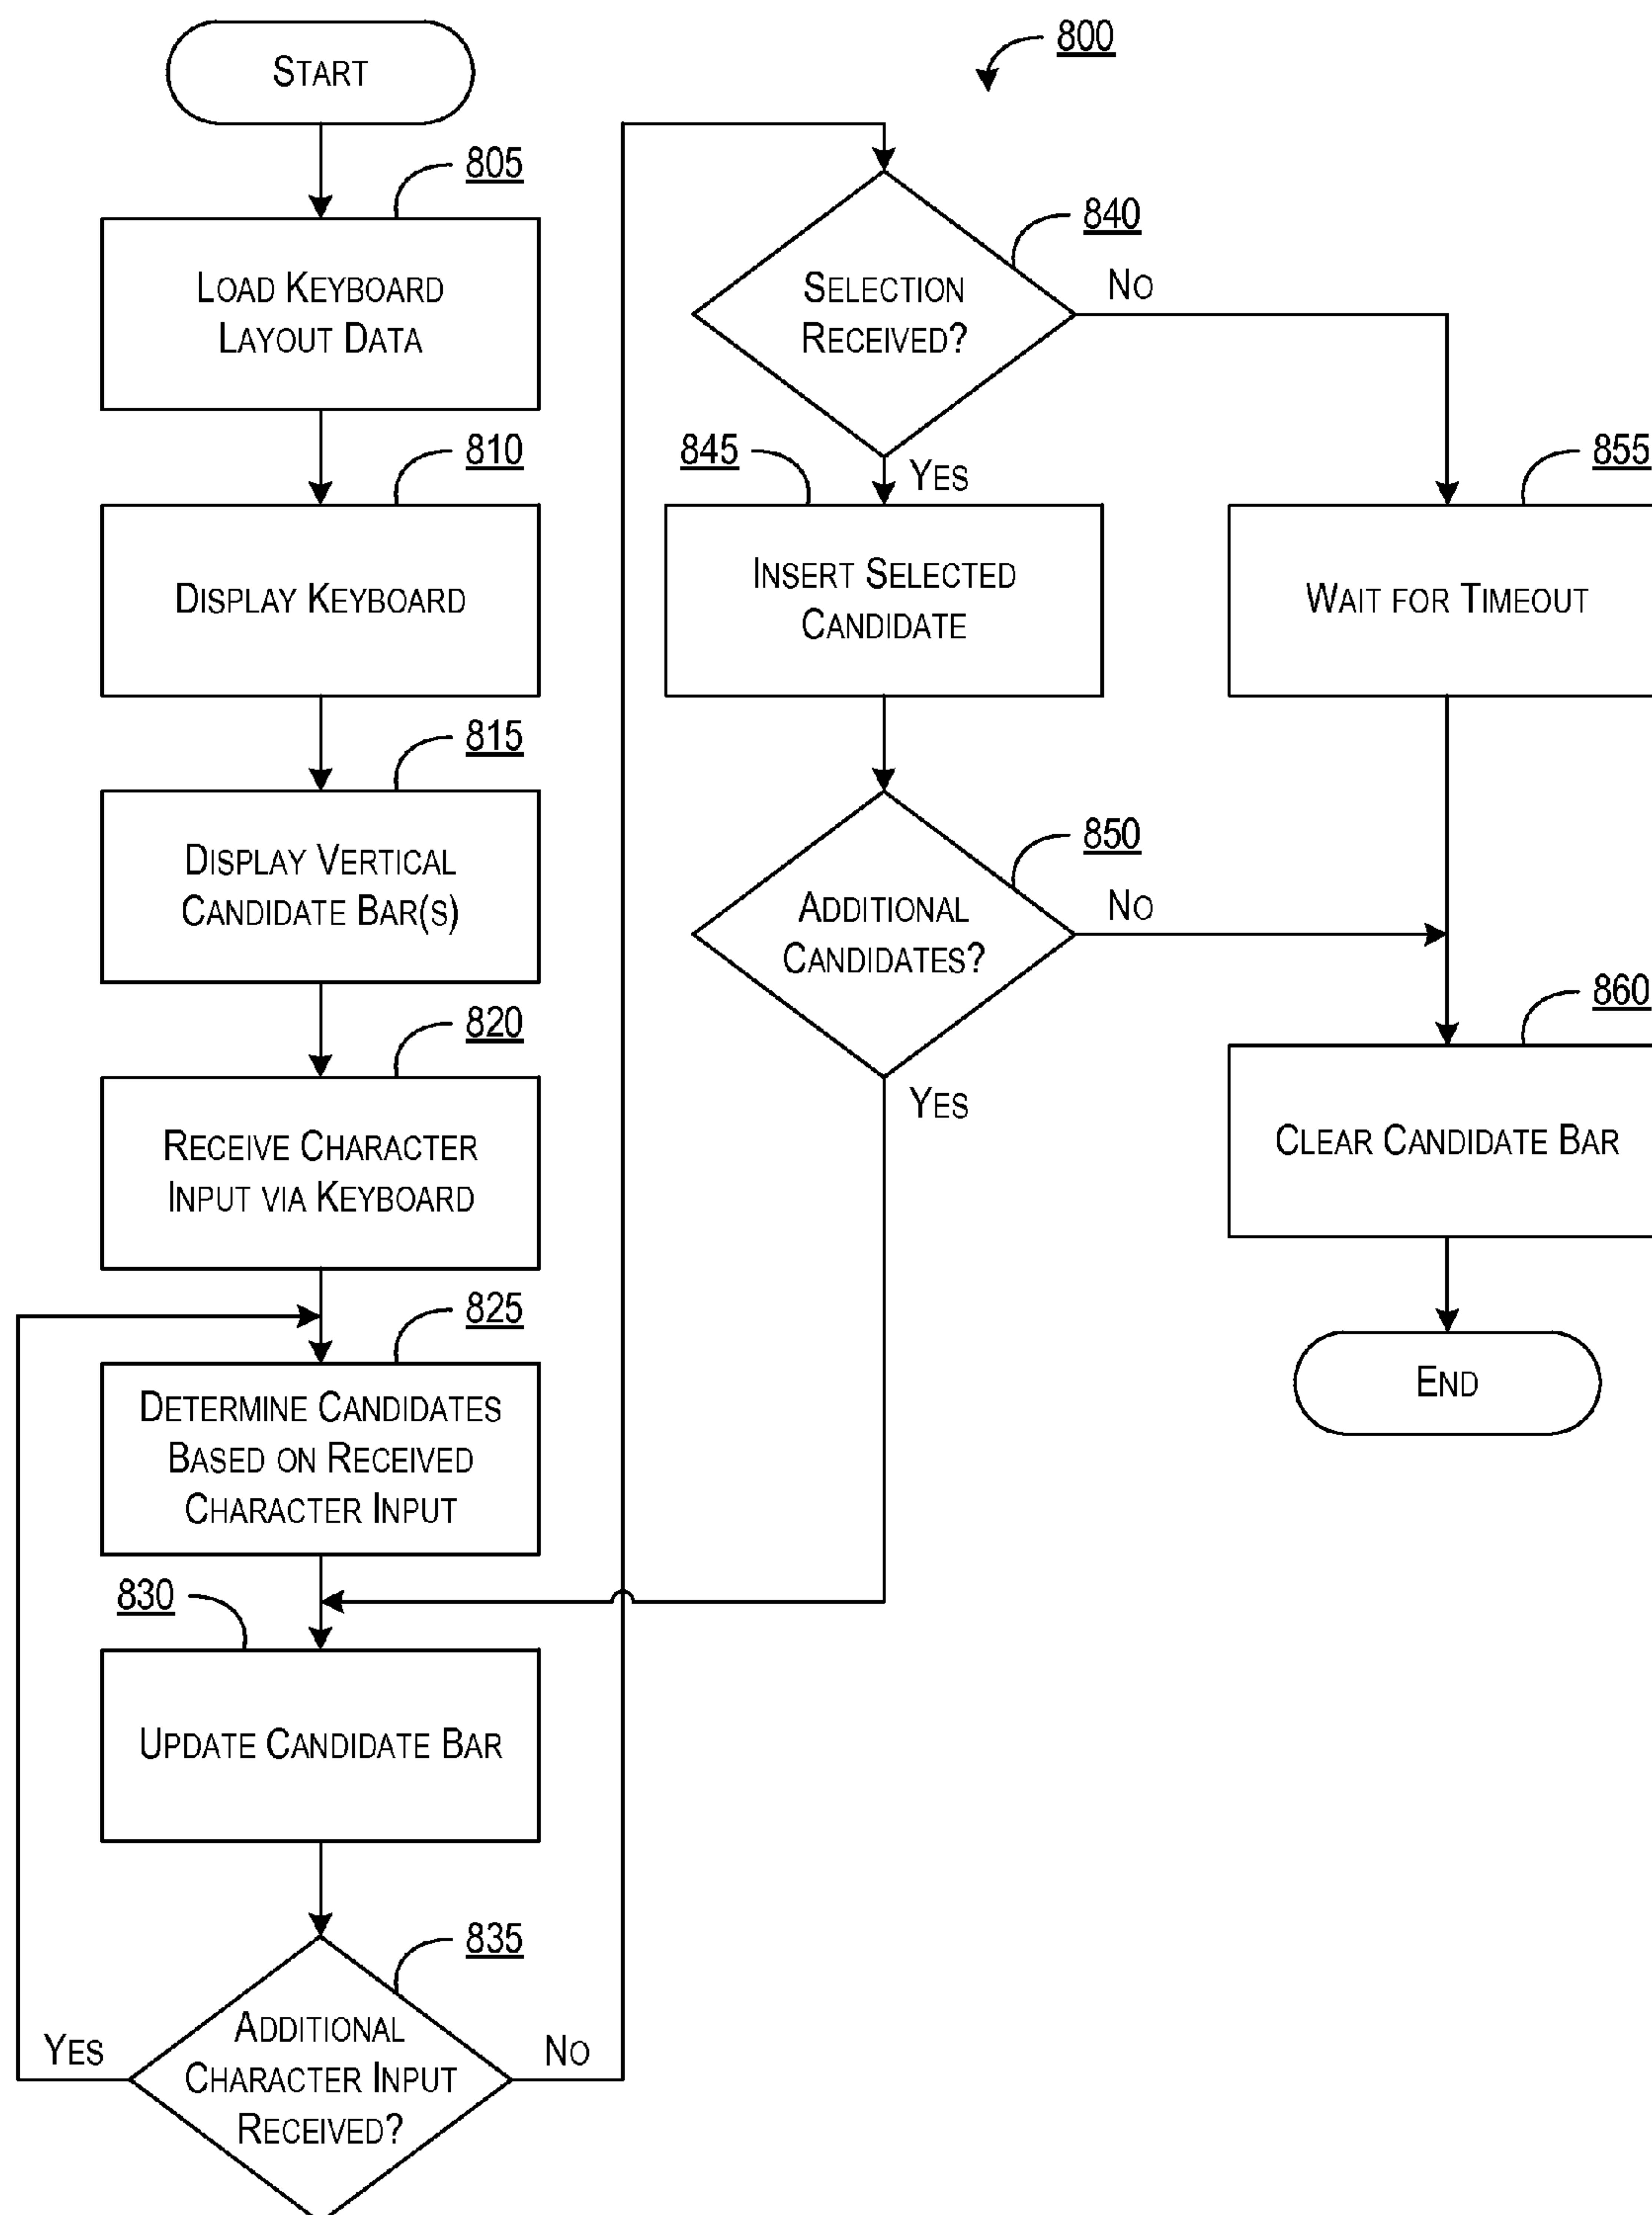 START
800
805
LOAD KEYBOARD
LAYOUT DATA
810
DISPLAY KEYBOARD
815
DISPLAY VERTICAL
CANDIDATE BAR(S)
820
RECEIVE CHARACTER
INPUT VIA KEYBOARD
825
DETERMINE CANDIDATES
BASED ON RECEIVED
CHARACTER INPUT
830
UPDATE CANDIDATE BAR
835
ADDITIONAL
CHARACTER INPUT
RECEIVED?
YES
NO
840
SELECTION
RECEIVED?
NO
YES
845
INSERT SELECTED
CANDIDATE
850
ADDITIONAL
CANDIDATES?
NO
YES
855
WAIT FOR TIMEOUT
860
CLEAR CANDIDATE BAR
END